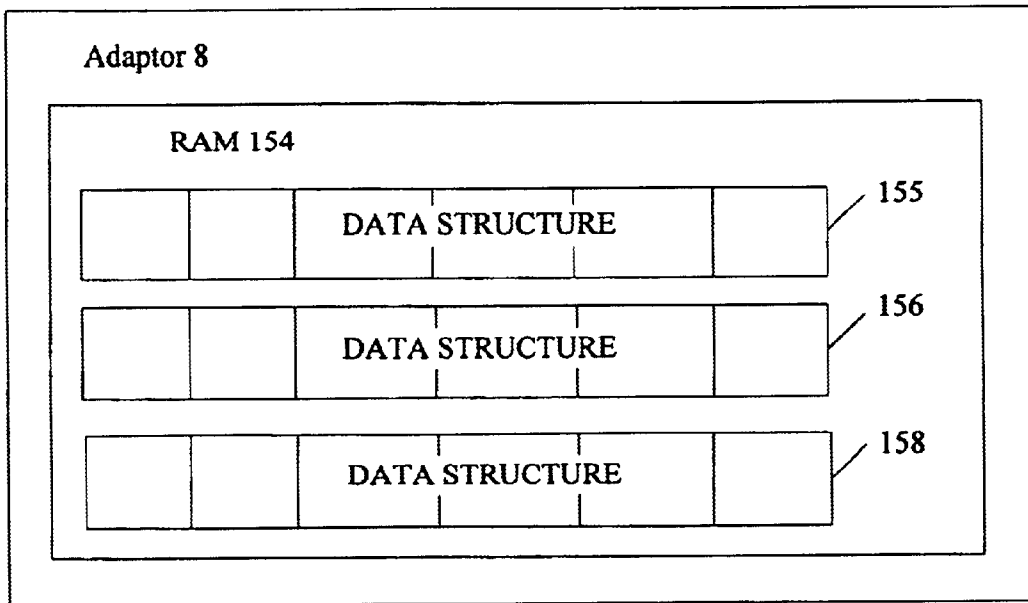 Adaptor 8
RAM 154
DATA STRUCTURE
155
DATA STRUCTURE
156
DATA STRUCTURE
158